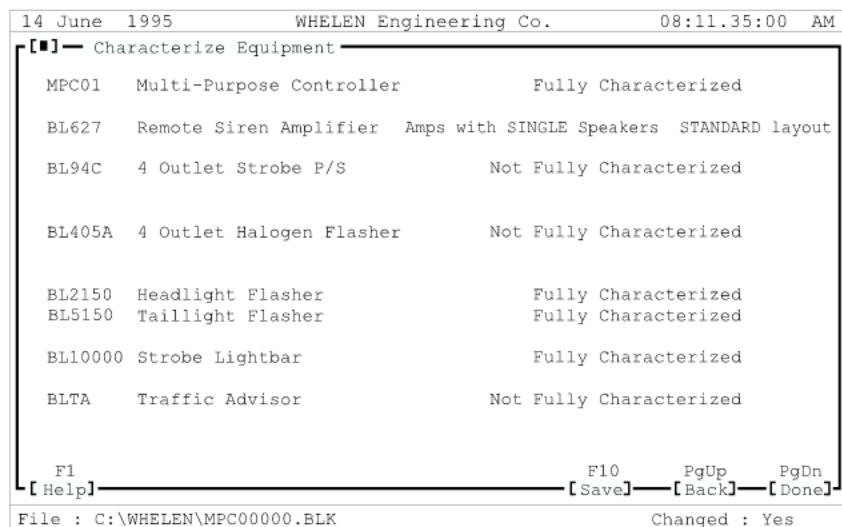 14 June 1995 WHELEN Engineering Co. 08:11.35:00 AM
[■] Characterize Equipment
MPC01 Multi-Purpose Controller Fully Characterized
BL627 Remote Siren Amplifier Amps with SINGLE Speakers STANDARD layout
BL94C 4 Outlet Strobe P/S Not Fully Characterized
BL405A 4 Outlet Halogen Flasher Not Fully Characterized
BL2150 Headlight Flasher Fully Characterized
BL5150 Taillight Flasher Fully Characterized
BL10000 Strobe Lightbar Fully Characterized
BLTA Traffic Advisor Not Fully Characterized
F1 F10 PgUp PgDn
[Help] [Save] [Back] [Done]
File : C:\WHELEN\MPC00000.BLK Changed : Yes